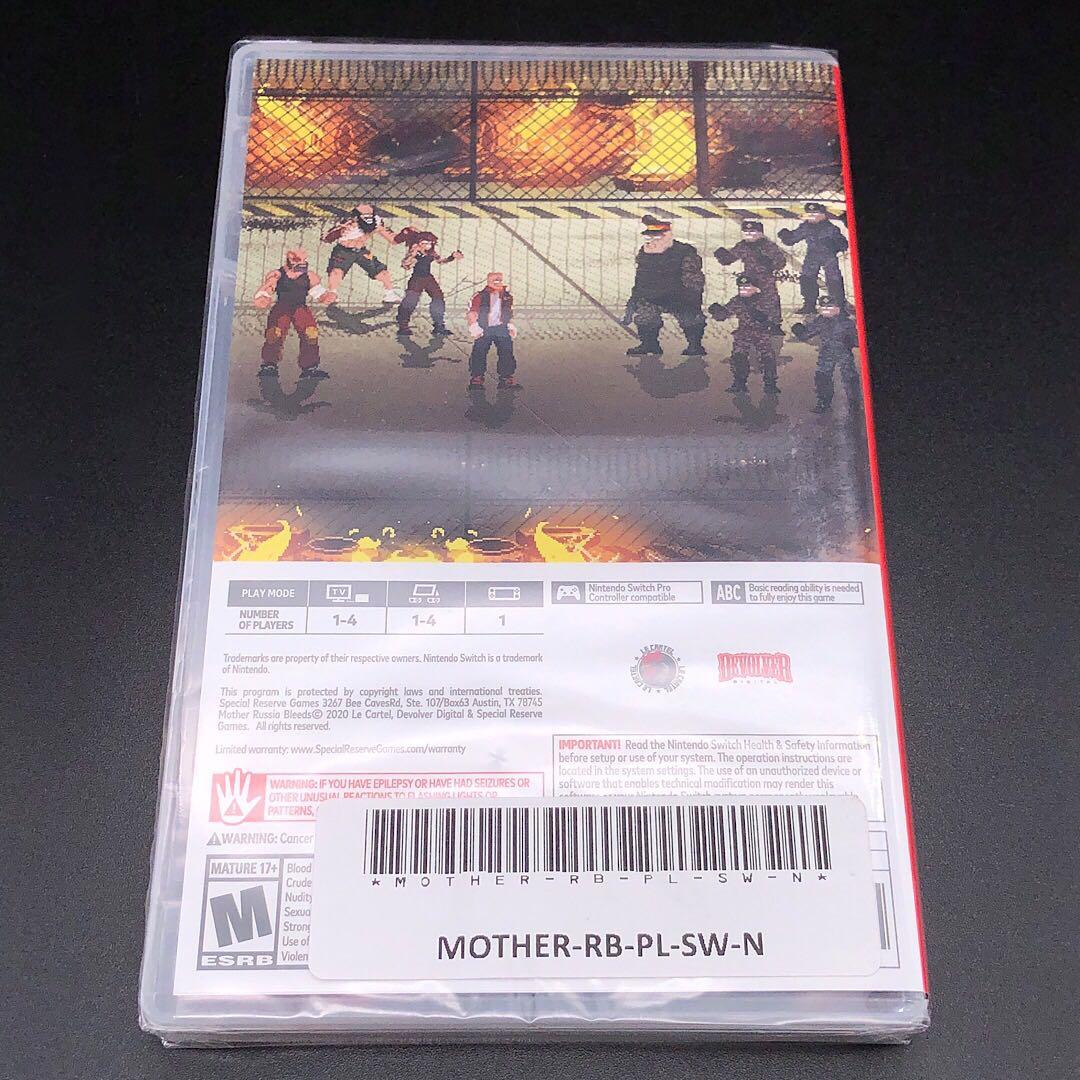 PLAY MODE
TV
NUMBER
OF PLAYERS
1-4
1-4
1
Nintendo Switch Pro
Controller compatible
ABC
Basic reading ability is needed
to fully enjoy this game
Trademarks are property of their respective owners. Nintendo Switch is a trademark
of Nintendo.
This program is protected by copyright laws and international treaties.
Special Reserve Games 3267 Bee CavesRd, Ste. 107/Box63 Austin, TX 78745
Mother Russia Bleeds© 2020 Le Cartel, Devolver Digital & Special Reserve
Games. All rights reserved.
Limited warranty: www.SpecialReserveGames.com/warranty
LE CARTEL
LE CARTEL
LE CARTEL
DEVOLVER
DIGITAL
IMPORTANT! Read the Nintendo Switch Health & Safety Information
before setup or use of your system. The operation instructions are
located in the system settings. The use of an unauthorized device or
software that enables technical modification may render this
WARNING: IF YOU HAVE EPILEPSY OR HAVE HAD SEIZURES OR
OTHER UNUSUAL REACTIONS TO FLASHING LIGHTS OR
PATTERNS,
WARNING: Cancer
MATURE 17+
M
ESRB
Blood
Crude
Nudity
Sexua
Strong
Use of
Violen
*MOTHER-RB-PL-SW-N*
MOTHER-RB-PL-SW-N